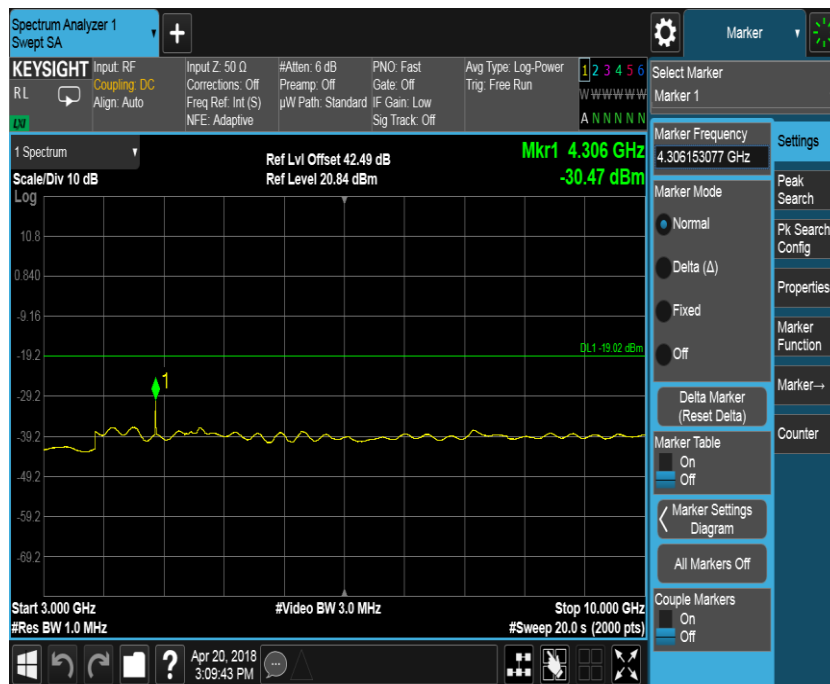 Spectrum Analyzer 1
Swept SA
+
Marker
KEYSIGHT
RL
LXI
Input: RF
Coupling: DC
Align: Auto
Input Z: 50 Ω
Corrections: Off
Freq Ref: Int (S)
NFE: Adaptive
#Atten: 6 dB
Preamp: Off
µW Path: Standard
PNO: Fast
Gate: Off
IF Gain: Low
Sig Track: Off
Avg Type: Log-Power
Trig: Free Run
1 2 3 4 5 6
W W W W W W
A N N N N N
Select Marker
Marker 1
1 Spectrum
Scale/Div 10 dB
Log
Ref Lvl Offset 42.49 dB
Ref Level 20.84 dBm
Mkr1 4.306 GHz
-30.47 dBm
10.8
0.840
-9.16
-19.2
-29.2
-39.2
-49.2
-59.2
-69.2
DL1 -19.02 dBm
1
Start 3.000 GHz
#Res BW 1.0 MHz
#Video BW 3.0 MHz
Stop 10.000 GHz
#Sweep 20.0 s (2000 pts)
Marker Frequency
4.306153077 GHz
Marker Mode
Normal
Delta (Δ)
Fixed
Off
Delta Marker
(Reset Delta)
Marker Table
On
Off
Marker Settings
Diagram
All Markers Off
Couple Markers
On
Off
Settings
Peak
Search
Pk Search
Config
Properties
Marker
Function
Marker→
Counter
?
Apr 20, 2018
3:09:43 PM